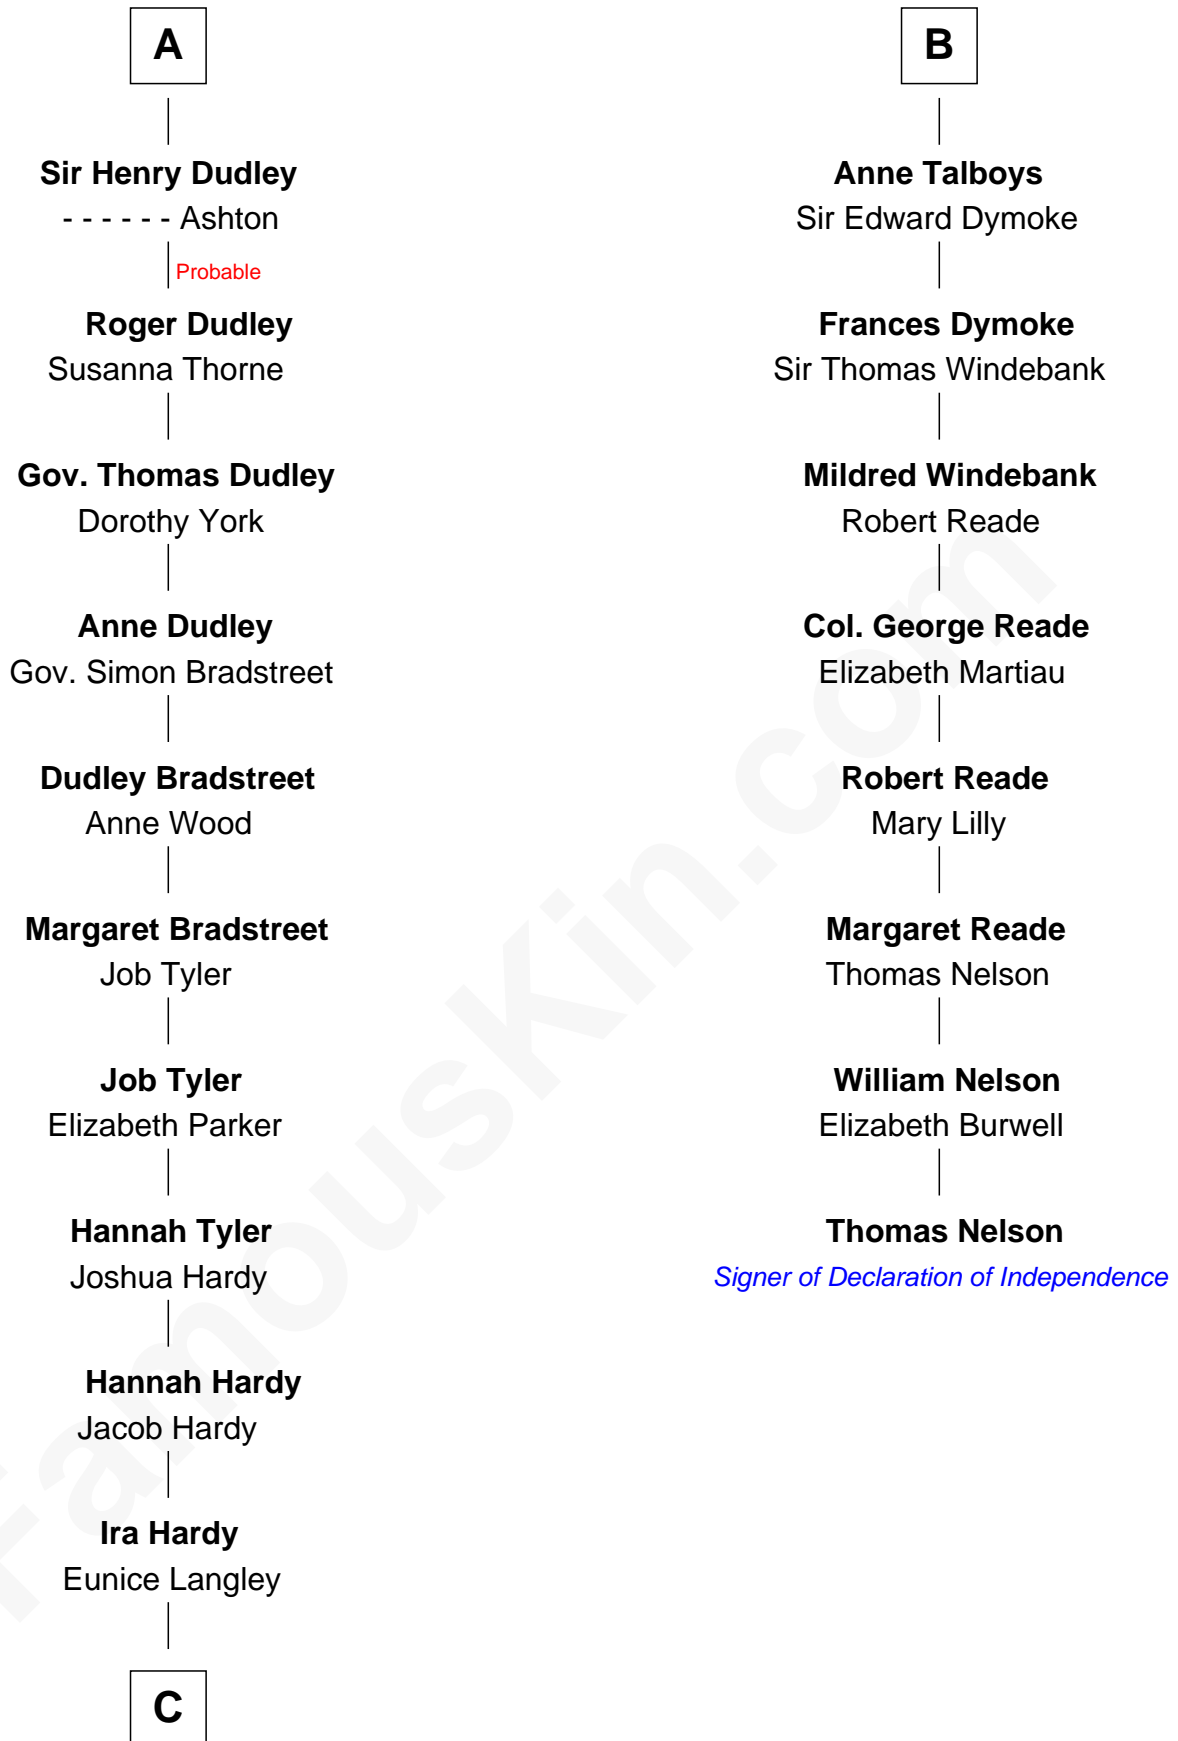 A
Sir Henry Dudley
- - - - - - Ashton
Probable
Roger Dudley
Susanna Thorne
Gov. Thomas Dudley
Dorothy York
Anne Dudley
Gov. Simon Bradstreet
Dudley Bradstreet
Anne Wood
Margaret Bradstreet
Job Tyler
Job Tyler
Elizabeth Parker
Hannah Tyler
Joshua Hardy
Hannah Hardy
Jacob Hardy
Ira Hardy
Eunice Langley
C
B
Anne Talboys
Sir Edward Dymoke
Frances Dymoke
Sir Thomas Windebank
Mildred Windebank
Robert Reade
Col. George Reade
Elizabeth Martiau
Robert Reade
Mary Lilly
Margaret Reade
Thomas Nelson
William Nelson
Elizabeth Burwell
Thomas Nelson
Signer of Declaration of Independence
FamousKin.com